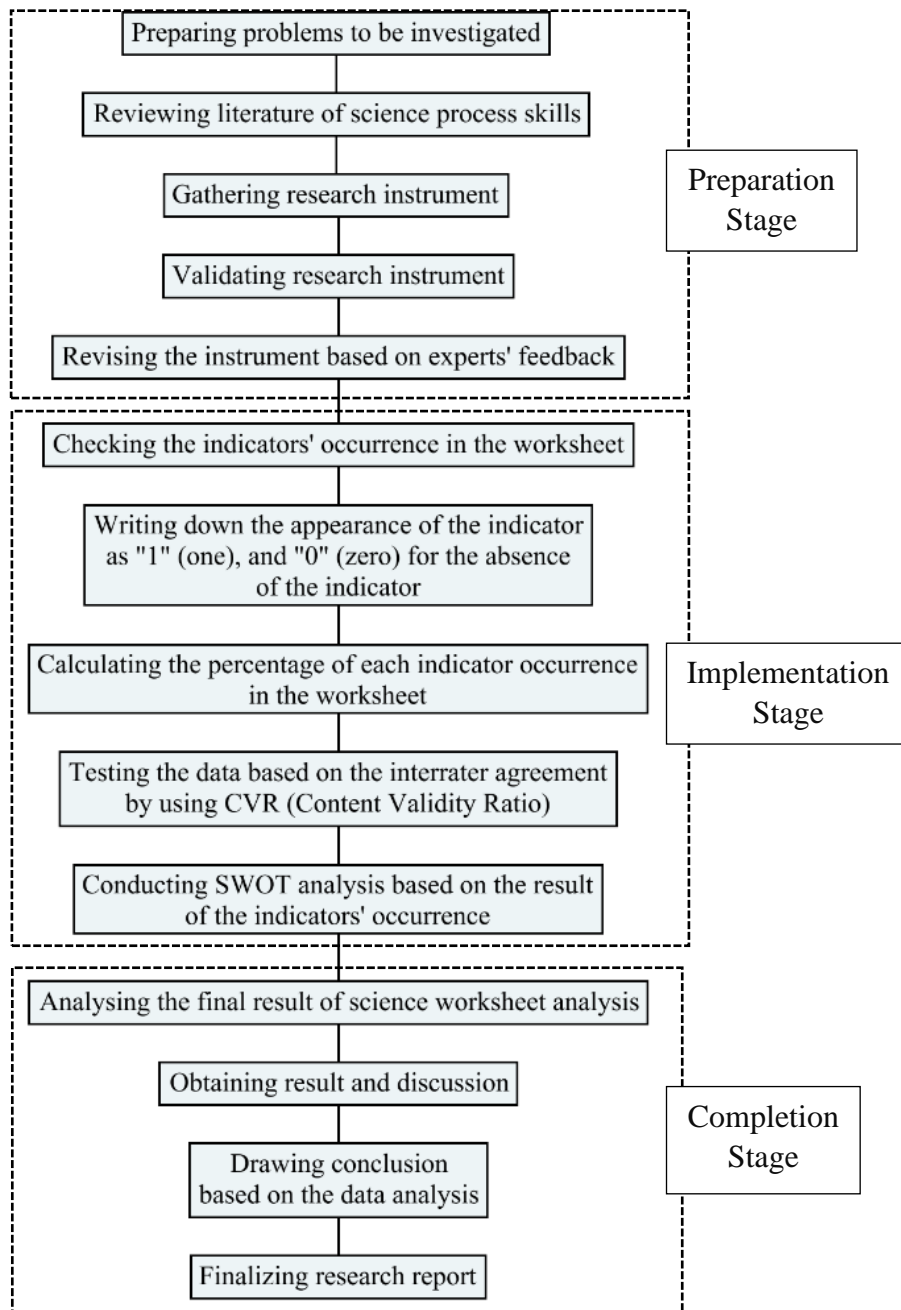 Preparing problems to be investigated
Reviewing literature of science process skills
Gathering research instrument
Validating research instrument
Revising the instrument based on experts' feedback
Preparation
Stage
Checking the indicators' occurrence in the worksheet
Writing down the appearance of the indicator
as "1" (one), and "0" (zero) for the absence
of the indicator
Calculating the percentage of each indicator occurrence
in the worksheet
Testing the data based on the interrater agreement
by using CVR (Content Validity Ratio)
Conducting SWOT analysis based on the result
of the indicators' occurrence
Implementation
Stage
Analysing the final result of science worksheet analysis
Obtaining result and discussion
Drawing conclusion
based on the data analysis
Finalizing research report
Completion
Stage